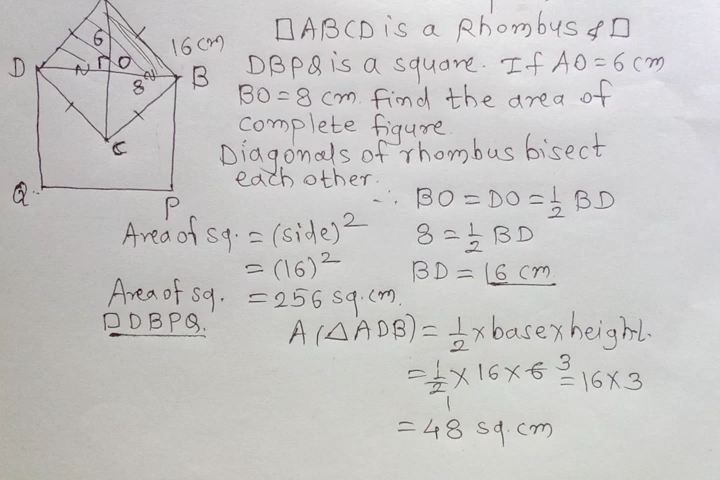 6
16 cm
D
O
8
B
C
Q
P
□ABCD is a Rhombus & □
DBPQ is a square. If AO = 6 cm
BO = 8 cm. find the area of
complete figure.
Diagonals of rhombus bisect
each other.
∴ BO = DO = 1/2 BD
8 = 1/2 BD
BD = 16 cm
Area of sq. = (side)²
= (16)²
Area of sq. = 256 sq.cm.
□DBPQ.
A(△ADB) = 1/2 × base × height.
= 1/2 × 16 × 6 3 = 16 × 3
1
= 48 sq. cm